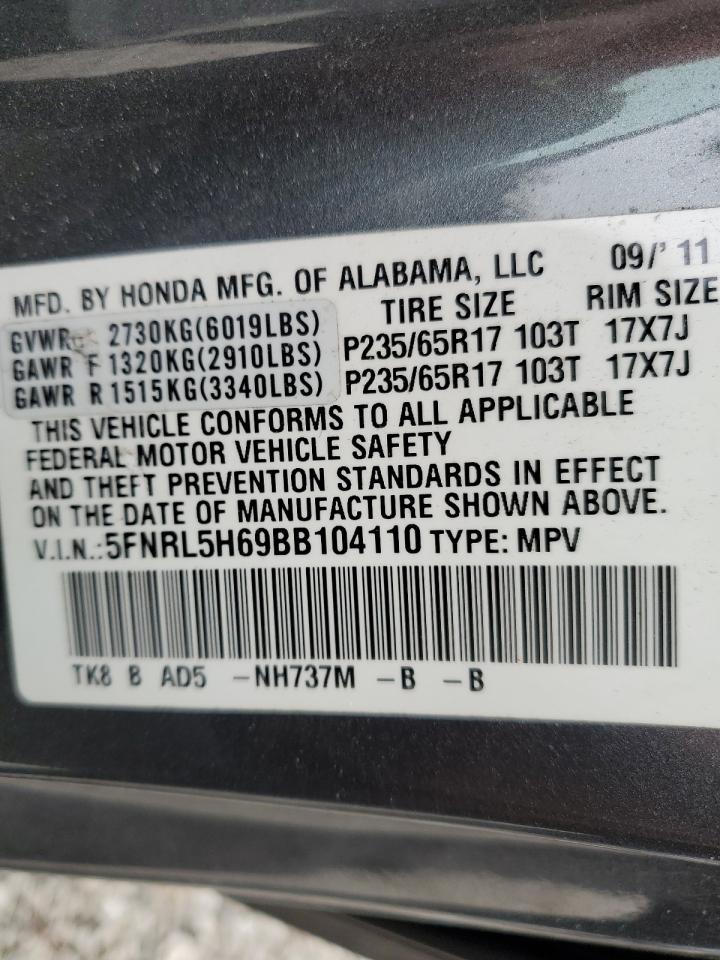 MFD. BY HONDA MFG. OF ALABAMA, LLC 09/'11
TIRE SIZE RIM SIZE
GVWR 2730KG(6019LBS)
GAWR F 1320KG(2910LBS) P235/65R17 103T 17X7J
GAWR R 1515KG(3340LBS) P235/65R17 103T 17X7J
THIS VEHICLE CONFORMS TO ALL APPLICABLE
FEDERAL MOTOR VEHICLE SAFETY
AND THEFT PREVENTION STANDARDS IN EFFECT
ON THE DATE OF MANUFACTURE SHOWN ABOVE.
V.I.N.:5FNRL5H69BB104110 TYPE: MPV
TK8 B AD5 -NH737M -B -B